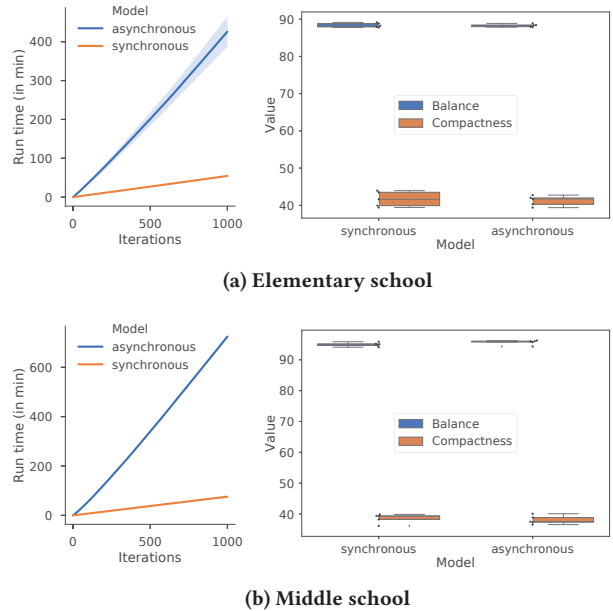 Model
asynchronous
synchronous
400
300
200
100
0
Run time (in min)
0 500 1000
Iterations
90
80
70
60
50
40
Value
Balance
Compactness
synchronous asynchronous
Model
(a) Elementary school
Model
asynchronous
synchronous
600
400
200
0
Run time (in min)
0 500 1000
Iterations
90
80
70
60
50
40
Value
Balance
Compactness
synchronous asynchronous
Model
(b) Middle school